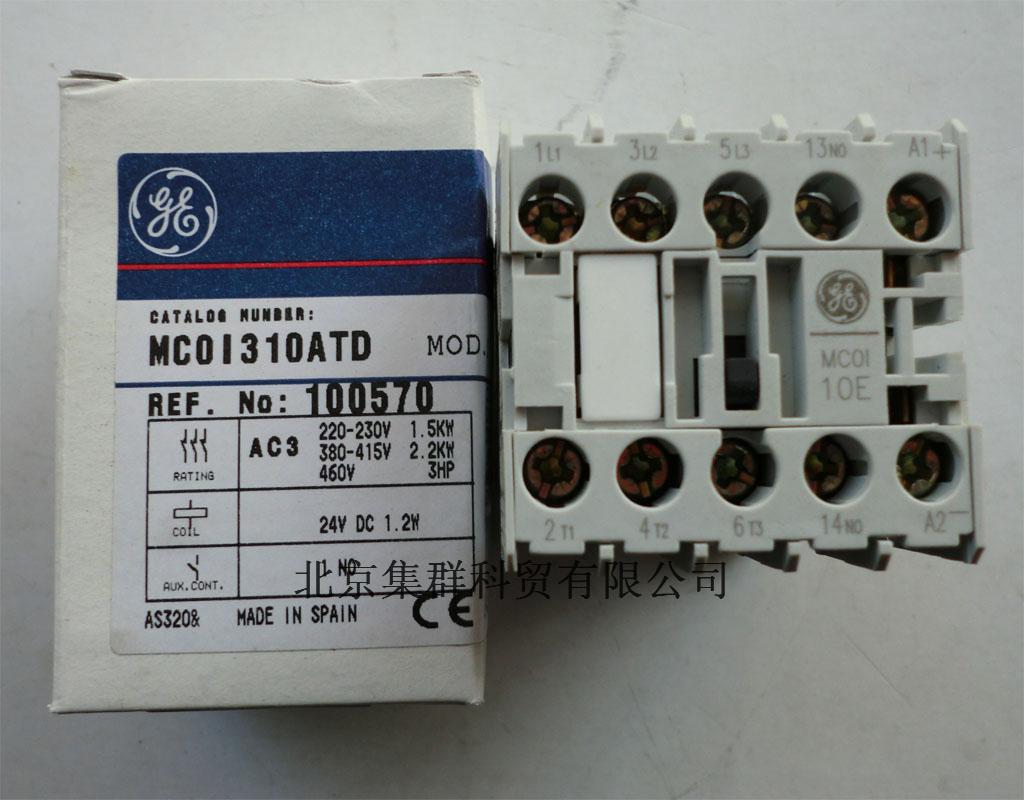 GE
CATALOG NUMBER:
MC0I310ATD MOD.
REF. No: 100570
RATING
AC3
220-230V 1.5KW
380-415V 2.2KW
460V 3HP
COIL
24V DC 1.2W
AUX.CONT.
1 NO
AS320&
MADE IN SPAIN
CE
1L1 3L2 5L3 13NO A1+
GE
MC0I
10E
2T1 4T2 6T3 14NO A2-
北京集群科贸有限公司